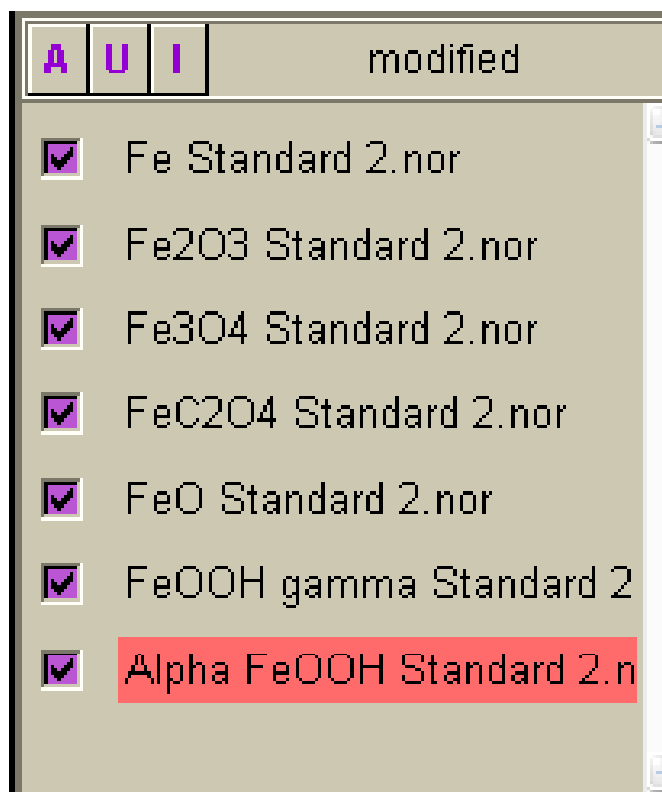 A U I modified
Fe Standard 2.nor
Fe2O3 Standard 2.nor
Fe3O4 Standard 2.nor
FeC2O4 Standard 2.nor
FeO Standard 2.nor
FeOOH gamma Standard 2
Alpha FeOOH Standard 2.n